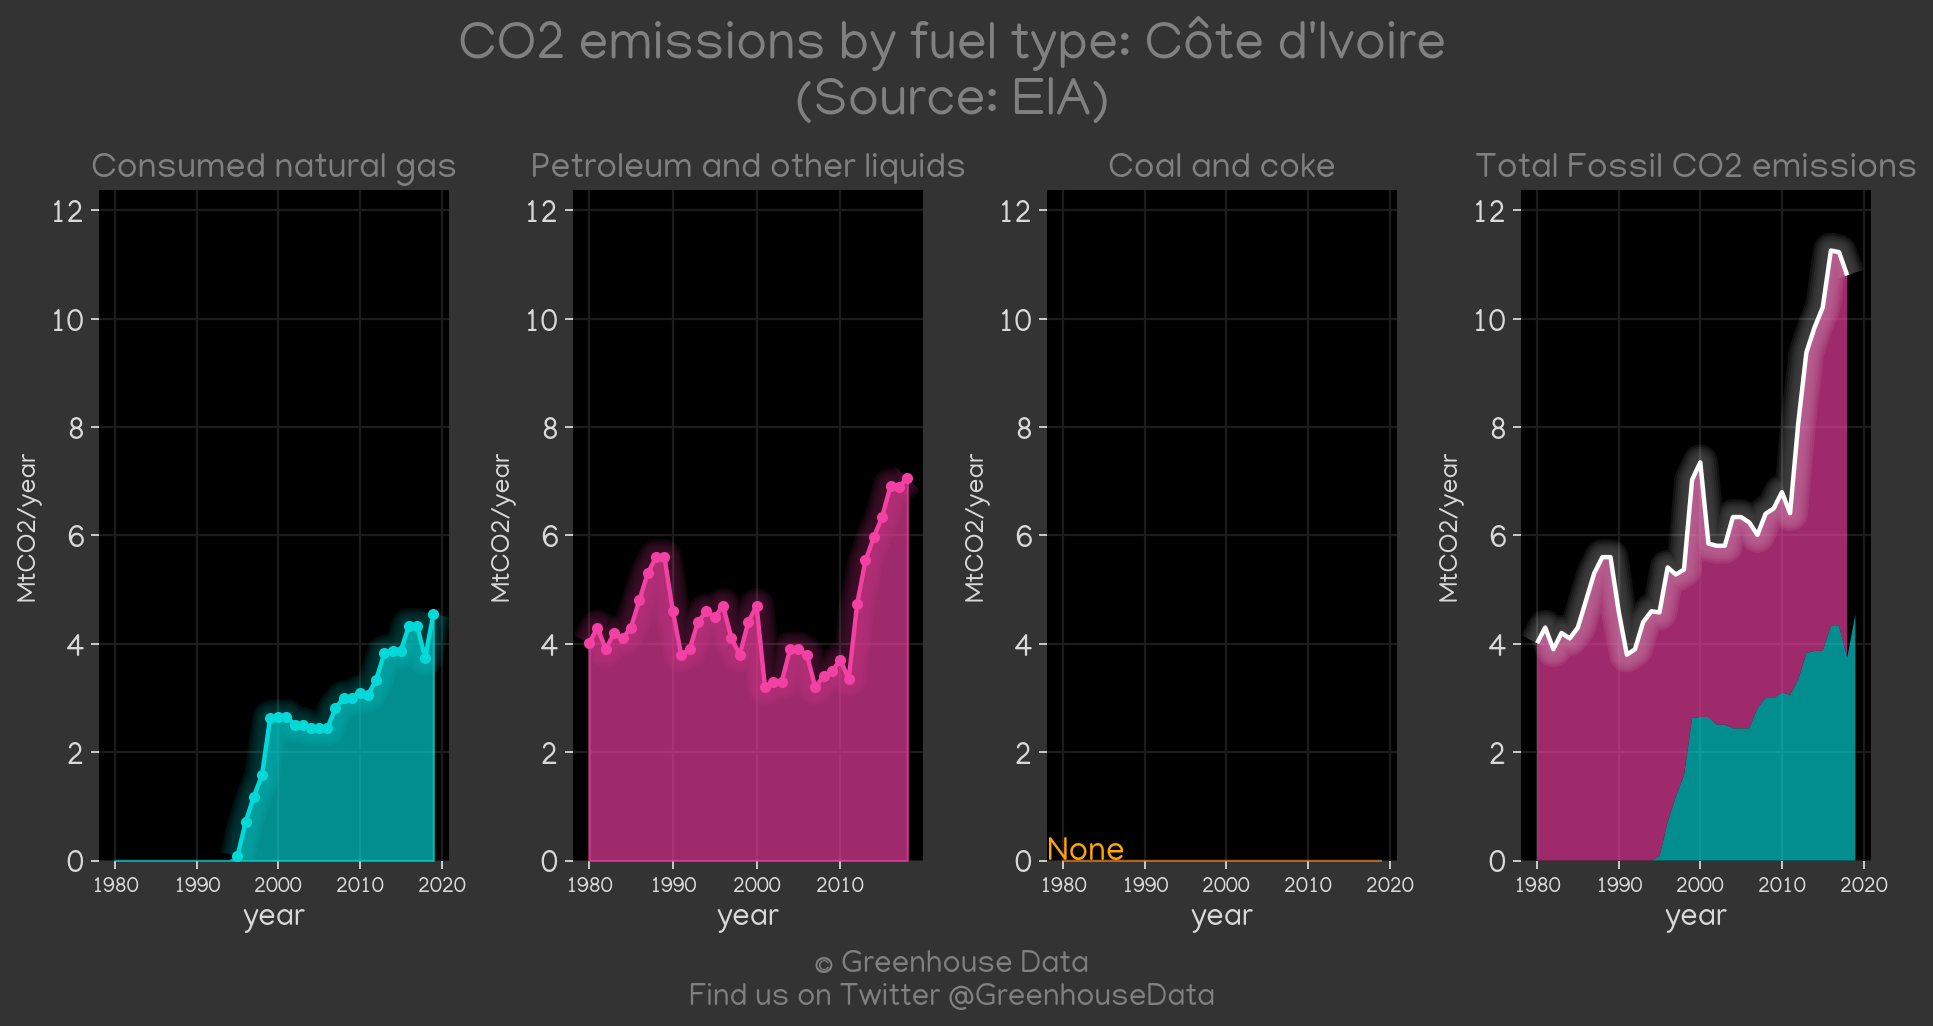 CO2 emissions by fuel type: Côte d'Ivoire
(Source: EIA)
Consumed natural gas
12
10
8
6
4
2
0
MtCO2/year
1980 1990 2000 2010 2020
year
Petroleum and other liquids
12
10
8
6
4
2
0
MtCO2/year
1980 1990 2000 2010
year
Coal and coke
12
10
8
6
4
2
0
MtCO2/year
None
1980 1990 2000 2010 2020
year
Total Fossil CO2 emissions
12
10
8
6
4
2
0
MtCO2/year
1980 1990 2000 2010 2020
year
© Greenhouse Data
Find us on Twitter @GreenhouseData